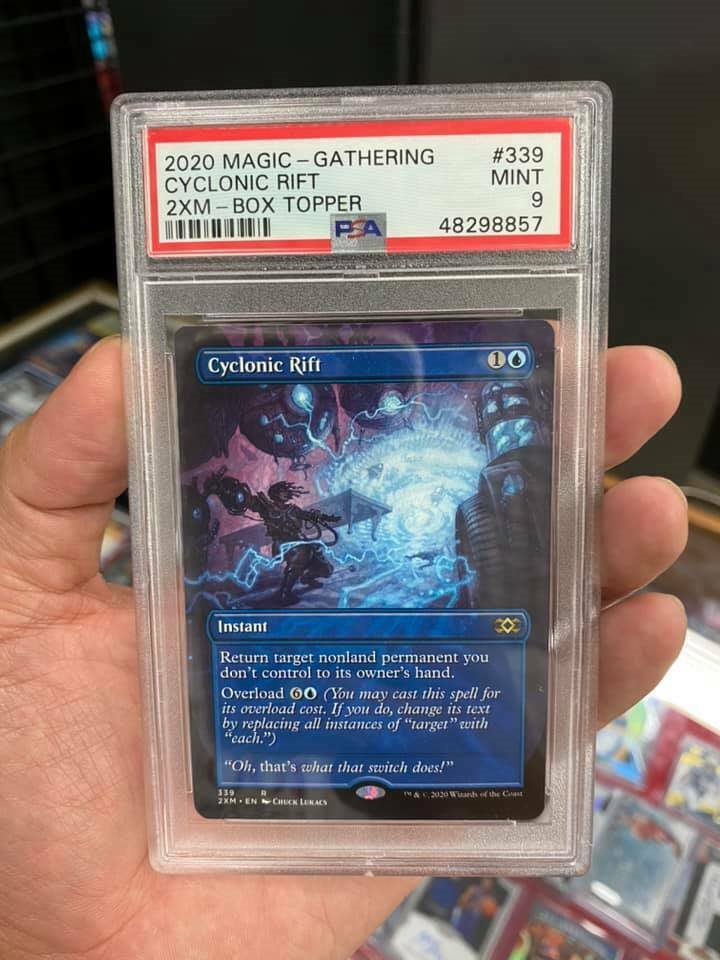 2020 MAGIC – GATHERING #339
CYCLONIC RIFT MINT
2XM – BOX TOPPER 9
PSA 48298857
Cyclonic Rift 1
Instant
Return target nonland permanent you
don't control to its owner's hand.
Overload 6 (You may cast this spell for
its overload cost. If you do, change its text
by replacing all instances of “target” with
“each.”)
“Oh, that's what that switch does!”
339 R
2XM • EN CHUCK LUKACS
™ & © 2020 Wizards of the Coast